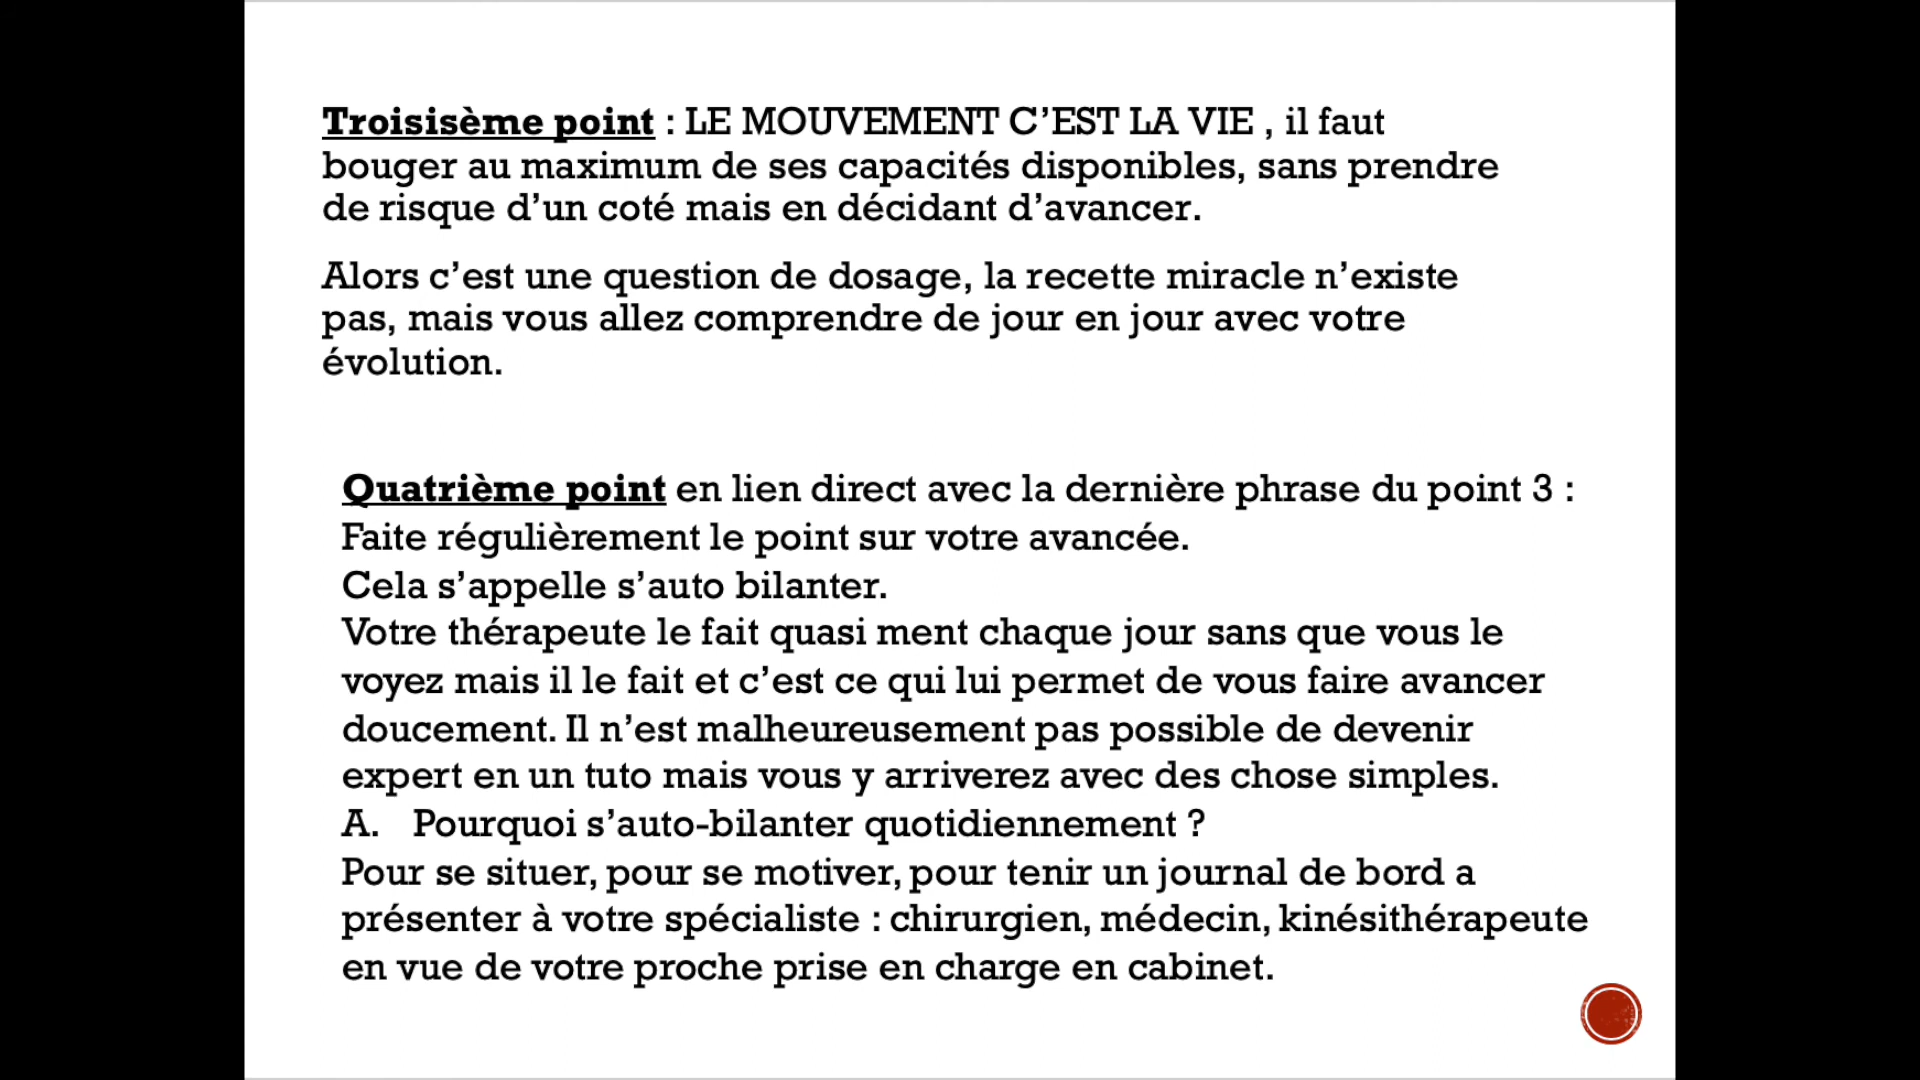 Troisisème point : LE MOUVEMENT C’EST LA VIE , il faut
bouger au maximum de ses capacités disponibles, sans prendre
de risque d’un coté mais en décidant d’avancer.
Alors c’est une question de dosage, la recette miracle n’existe
pas, mais vous allez comprendre de jour en jour avec votre
évolution.
Quatrième point en lien direct avec la dernière phrase du point 3 :
Faite régulièrement le point sur votre avancée.
Cela s’appelle s’auto bilanter.
Votre thérapeute le fait quasi ment chaque jour sans que vous le
voyez mais il le fait et c’est ce qui lui permet de vous faire avancer
doucement. Il n’est malheureusement pas possible de devenir
expert en un tuto mais vous y arriverez avec des chose simples.
A. Pourquoi s’auto-bilanter quotidiennement ?
Pour se situer, pour se motiver, pour tenir un journal de bord a
présenter à votre spécialiste : chirurgien, médecin, kinésithérapeute
en vue de votre proche prise en charge en cabinet.